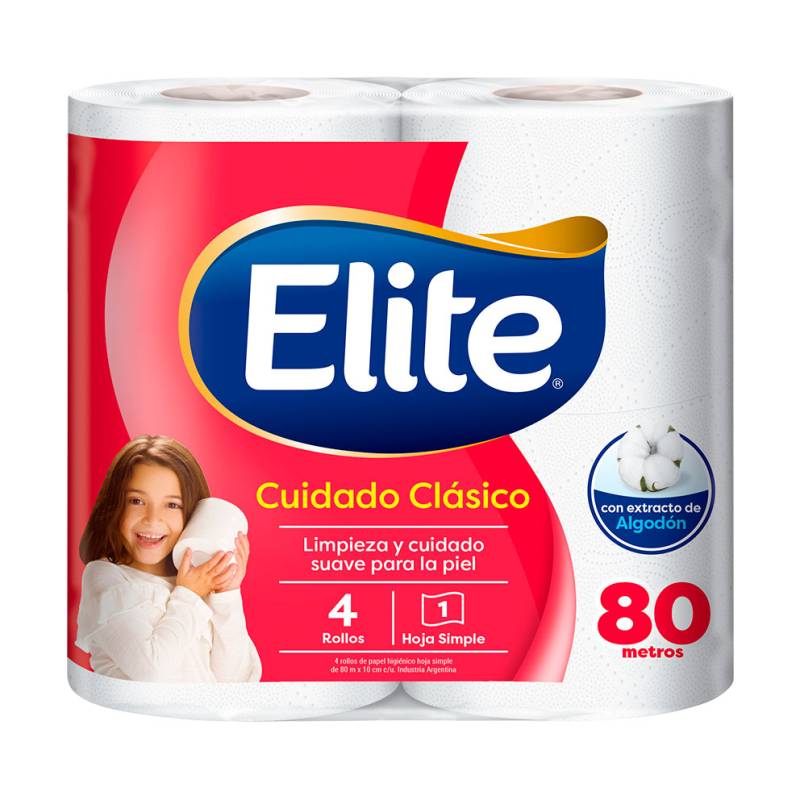 Elite®
Cuidado Clásico
Limpieza y cuidado
suave para la piel
4
Rollos
1
Hoja Simple
4 rollos de papel higiénico hoja simple
de 80 m x 10 cm c/u. Industria Argentina
con extracto de
Algodón
80
metros